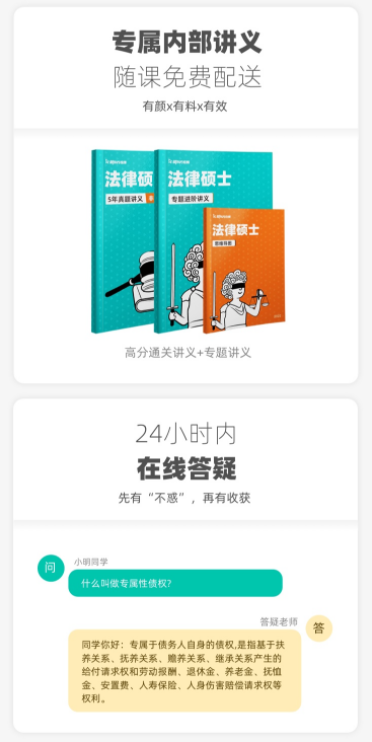 专属内部讲义
随课免费配送
有颜x有料x有效
法律硕士
5年真题讲义
法律硕士
专题进阶讲义
法律硕士
高分通关讲义+专题讲义
24小时内
在线答疑
先有“不惑”，再有收获
问
小明同学
什么叫做专属性债权?
答疑老师
答
同学你好：专属于债务人自身的债权,是指基于扶
养关系、抚养关系、赡养关系、继承关系产生的
给付请求权和劳动报酬、退休金、养老金、抚恤
金、安置费、人寿保险、人身伤害赔偿请求权等
权利。